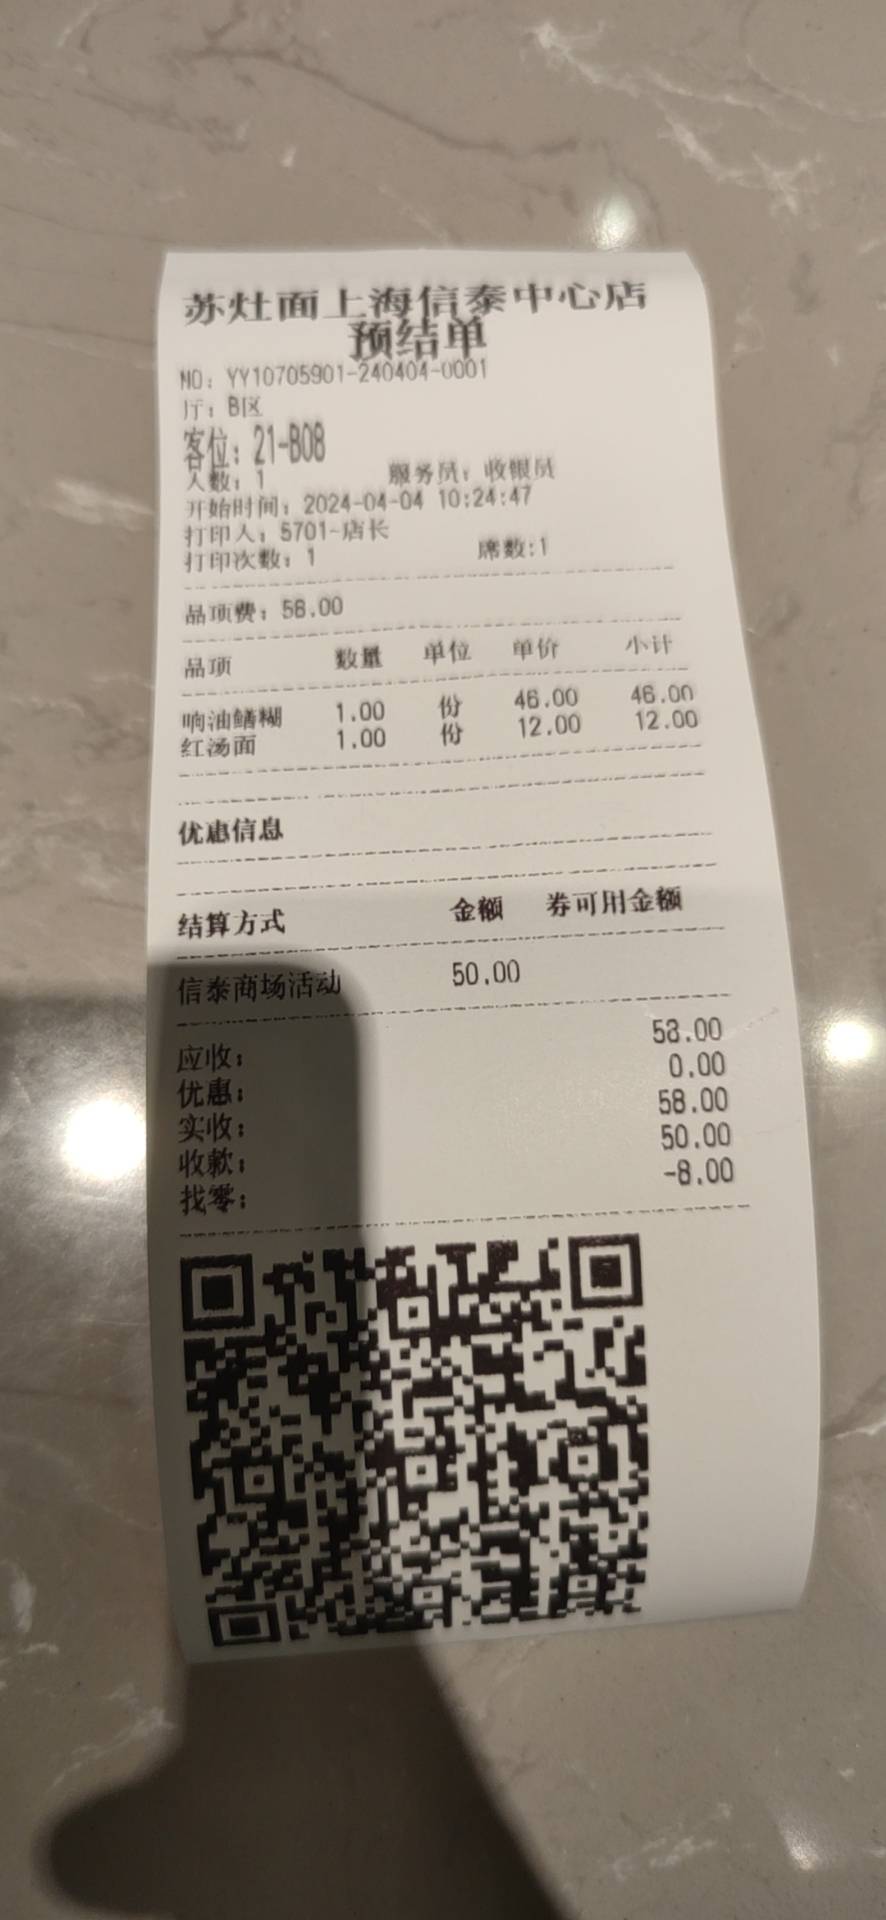 苏灶面上海信泰中心店
预结单
NO: YY10705901-240404-0001
厅: B区
客位: 21-B08
人数: 1 服务员: 收银员
开始时间: 2024-04-04 10:24:47
打印人: 5701-店长
打印次数: 1 席数:1
品项费: 58.00
品项 数量 单位 单价 小计
响油鳝糊 1.00 份 46.00 46.00
红汤面 1.00 份 12.00 12.00
优惠信息
结算方式 金额 券可用金额
信泰商场活动 50.00
应收: 58.00
优惠: 0.00
实收: 58.00
收款: 50.00
找零: -8.00